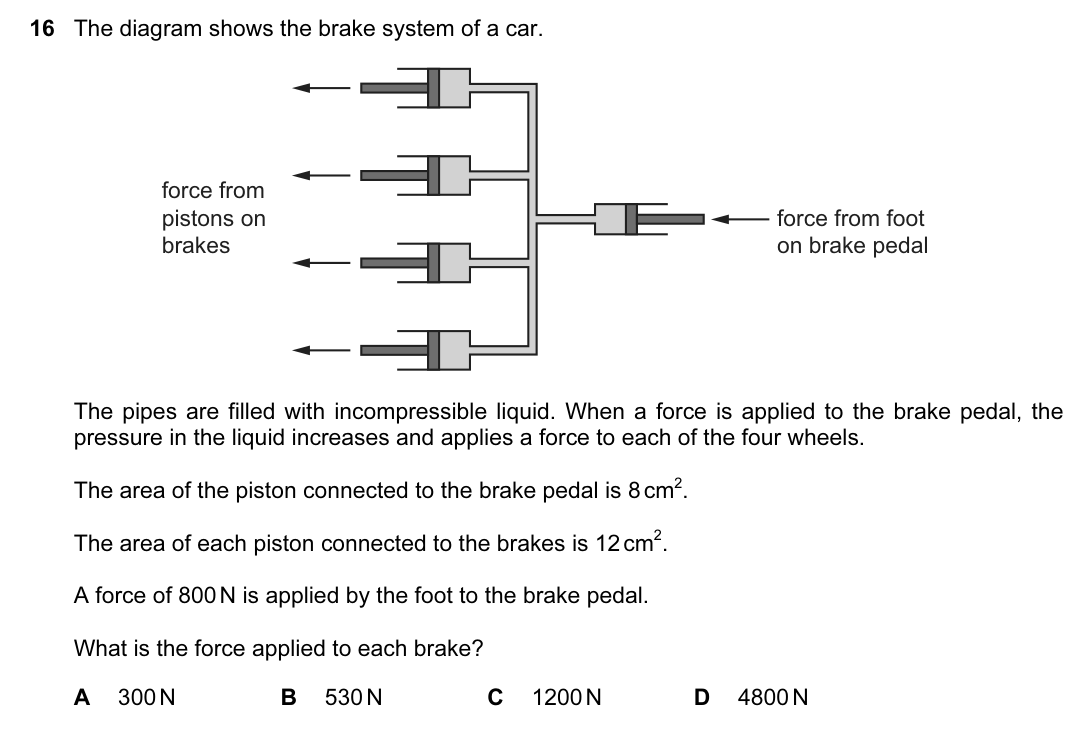 16 The diagram shows the brake system of a car.
force from
pistons on
brakes
force from foot
on brake pedal
The pipes are filled with incompressible liquid. When a force is applied to the brake pedal, the
pressure in the liquid increases and applies a force to each of the four wheels.
The area of the piston connected to the brake pedal is 8 cm².
The area of each piston connected to the brakes is 12 cm².
A force of 800 N is applied by the foot to the brake pedal.
What is the force applied to each brake?
A 300 N B 530 N C 1200 N D 4800 N